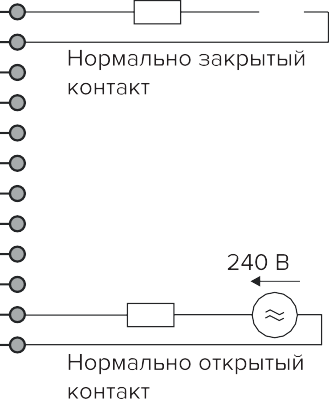 Нормально закрытый
контакт
240 В
Нормально открытый
контакт